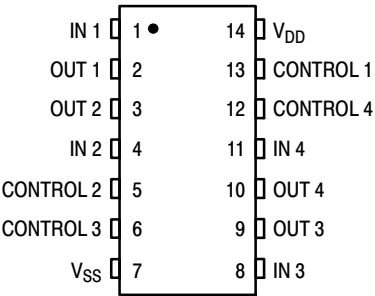 IN 1 1 14 V_DD
OUT 1 2 13 CONTROL 1
OUT 2 3 12 CONTROL 4
IN 2 4 11 IN 4
CONTROL 2 5 10 OUT 4
CONTROL 3 6 9 OUT 3
V_SS 7 8 IN 3